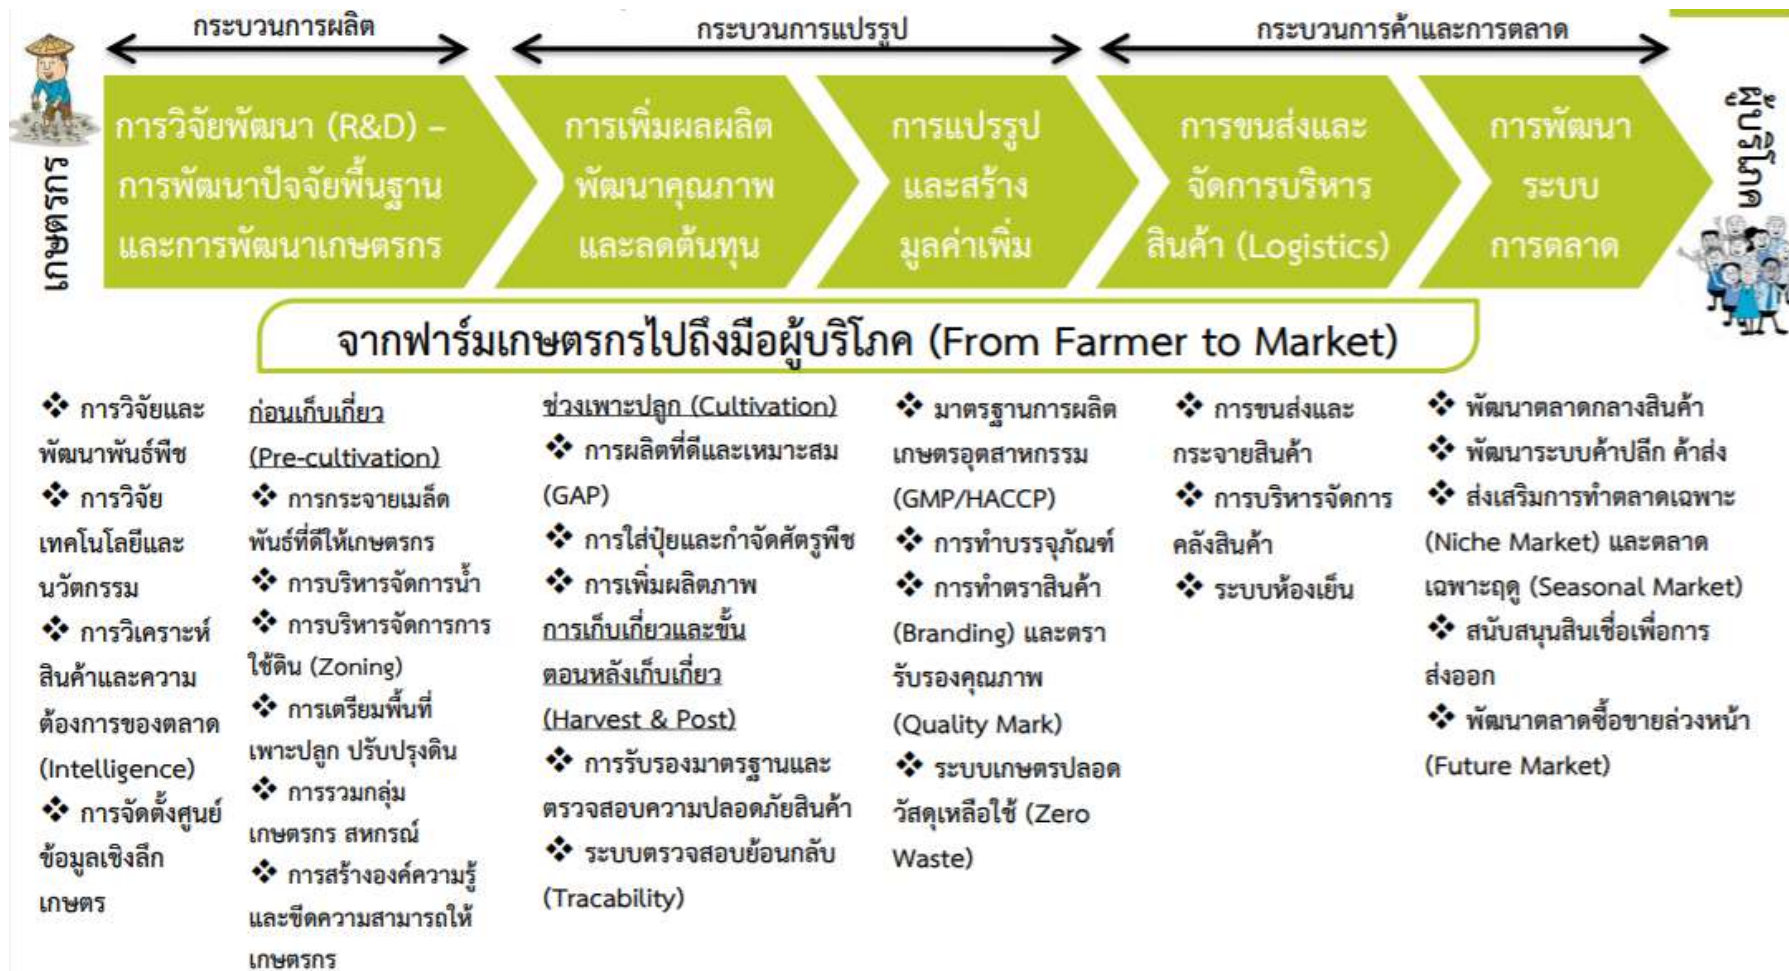 กระบวนการผลิต
กระบวนการแปรรูป
กระบวนการค้าและการตลาด
เกษตรกร
การวิจัยพัฒนา (R&D) –
การพัฒนาปัจจัยพื้นฐาน
และการพัฒนาเกษตรกร
การเพิ่มผลผลิต
พัฒนาคุณภาพ
และลดต้นทุน
การแปรรูป
และสร้าง
มูลค่าเพิ่ม
การขนส่งและ
จัดการบริหาร
สินค้า (Logistics)
การพัฒนา
ระบบ
การตลาด
ผู้บริโภค
จากฟาร์มเกษตรกรไปถึงมือผู้บริโภค (From Farmer to Market)
❖ การวิจัยและ
พัฒนาพันธ์พืช
❖ การวิจัย
เทคโนโลยีและ
นวัตกรรม
❖ การวิเคราะห์
สินค้าและความ
ต้องการของตลาด
(Intelligence)
❖ การจัดตั้งศูนย์
ข้อมูลเชิงลึก
เกษตร
ก่อนเก็บเกี่ยว
(Pre-cultivation)
❖ การกระจายเมล็ด
พันธ์ที่ดีให้เกษตรกร
❖ การบริหารจัดการน้ำ
❖ การบริหารจัดการการ
ใช้ดิน (Zoning)
❖ การเตรียมพื้นที่
เพาะปลูก ปรับปรุงดิน
❖ การรวมกลุ่ม
เกษตรกร สหกรณ์
❖ การสร้างองค์ความรู้
และขีดความสามารถให้
เกษตรกร
ช่วงเพาะปลูก (Cultivation)
❖ การผลิตที่ดีและเหมาะสม
(GAP)
❖ การใส่ปุ๋ยและกำจัดศัตรูพืช
❖ การเพิ่มผลิตภาพ
การเก็บเกี่ยวและขั้น
ตอนหลังเก็บเกี่ยว
(Harvest & Post)
❖ การรับรองมาตรฐานและ
ตรวจสอบความปลอดภัยสินค้า
❖ ระบบตรวจสอบย้อนกลับ
(Tracability)
❖ มาตรฐานการผลิต
เกษตรอุตสาหกรรม
(GMP/HACCP)
❖ การทำบรรจุภัณฑ์
❖ การทำตราสินค้า
(Branding) และตรา
รับรองคุณภาพ
(Quality Mark)
❖ ระบบเกษตรปลอด
วัสดุเหลือใช้ (Zero
Waste)
❖ การขนส่งและ
กระจายสินค้า
❖ การบริหารจัดการ
คลังสินค้า
❖ ระบบห้องเย็น
❖ พัฒนาตลาดกลางสินค้า
❖ พัฒนาระบบค้าปลีก ค้าส่ง
❖ ส่งเสริมการทำตลาดเฉพาะ
(Niche Market) และตลาด
เฉพาะฤดู (Seasonal Market)
❖ สนับสนุนสินเชื่อเพื่อการ
ส่งออก
❖ พัฒนาตลาดซื้อขายล่วงหน้า
(Future Market)